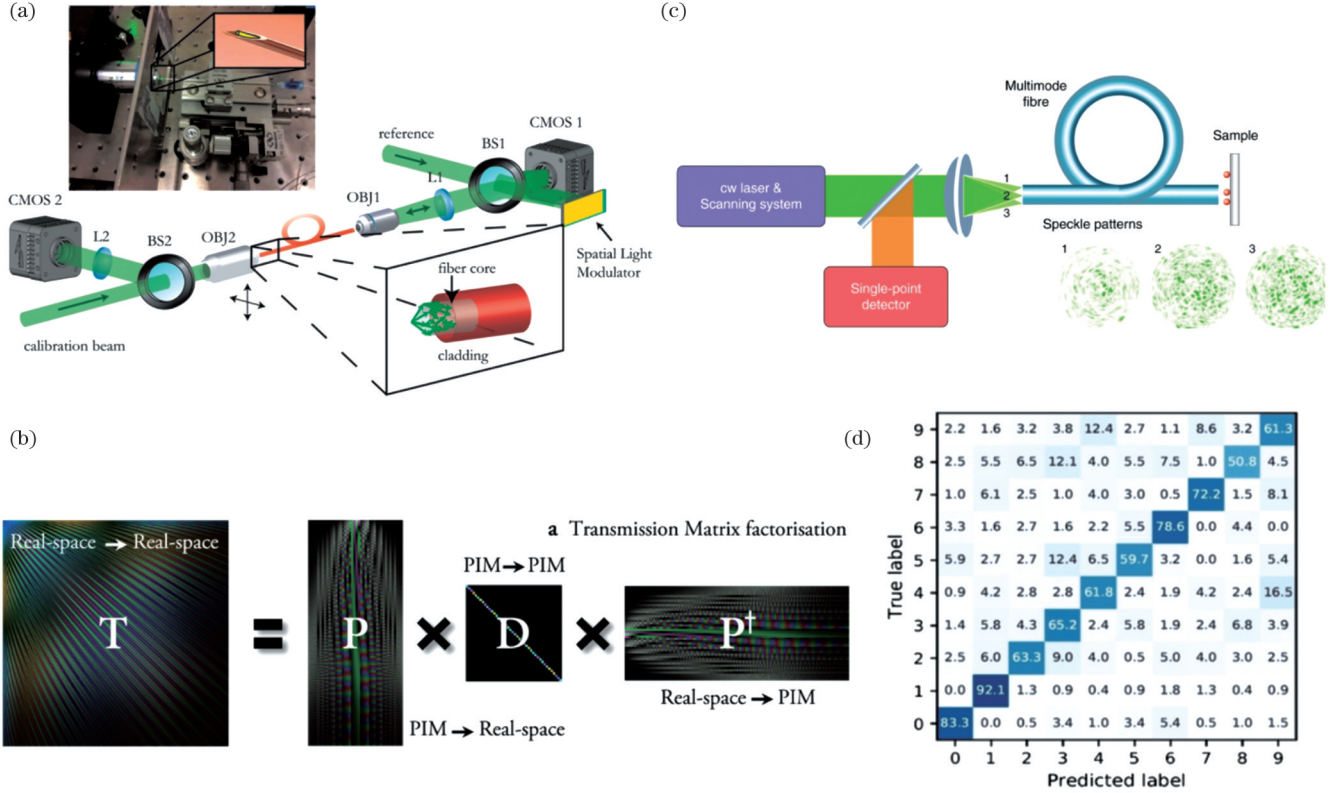 (a)
reference
BS1
CMOS 1
L1
OBJ1
CMOS 2
L2
BS2
OBJ2
Spatial Light
Modulator
fiber core
cladding
calibration beam
(c)
Multimode
fibre
Sample
cw laser &
Scanning system
1
2
3
Speckle patterns
1 2 3
Single-point
detector
(b)
a Transmission Matrix factorisation
Real-space → Real-space
PIM → PIM
T = P × D × P†
PIM → Real-space
Real-space → PIM
(d)
True label
9 2.2 1.6 3.2 3.8 12.4 2.7 1.1 8.6 3.2 61.3
8 2.5 5.5 6.5 12.1 4.0 5.5 7.5 1.0 50.8 4.5
7 1.0 6.1 2.5 1.0 4.0 3.0 0.5 72.2 1.5 8.1
6 3.3 1.6 2.7 1.6 2.2 5.5 78.6 0.0 4.4 0.0
5 5.9 2.7 2.7 12.4 6.5 59.7 3.2 0.0 1.6 5.4
4 0.9 4.2 2.8 2.8 61.8 2.4 1.9 4.2 2.4 16.5
3 1.4 5.8 4.3 65.2 2.4 5.8 1.9 2.4 6.8 3.9
2 2.5 6.0 63.3 9.0 4.0 0.5 5.0 4.0 3.0 2.5
1 0.0 92.1 1.3 0.9 0.4 0.9 1.8 1.3 0.4 0.9
0 83.3 0.0 0.5 3.4 1.0 3.4 5.4 0.5 1.0 1.5
0 1 2 3 4 5 6 7 8 9
Predicted label